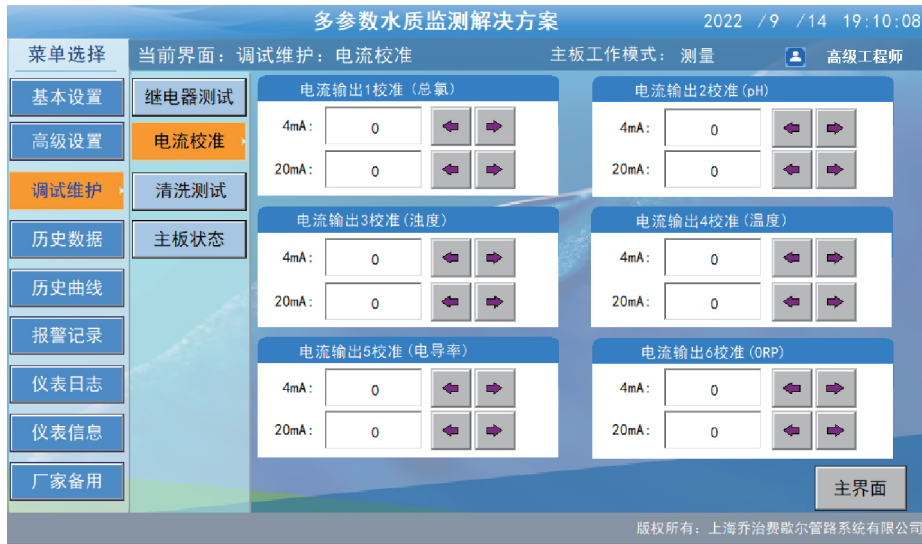 多参数水质监测解决方案 2022 /9 /14 19:10:08
菜单选择 当前界面：调试维护：电流校准 主板工作模式：测量 高级工程师
基本设置
高级设置
调试维护
历史数据
历史曲线
报警记录
仪表日志
仪表信息
厂家备用
继电器测试
电流校准
清洗测试
主板状态
电流输出1校准（总氯）
4mA： 0
20mA： 0
电流输出2校准(pH)
4mA： 0
20mA： 0
电流输出3校准(浊度)
4mA： 0
20mA： 0
电流输出4校准(温度)
4mA： 0
20mA： 0
电流输出5校准(电导率)
4mA： 0
20mA： 0
电流输出6校准(ORP)
4mA： 0
20mA： 0
主界面
版权所有：上海乔治费歇尔管路系统有限公司